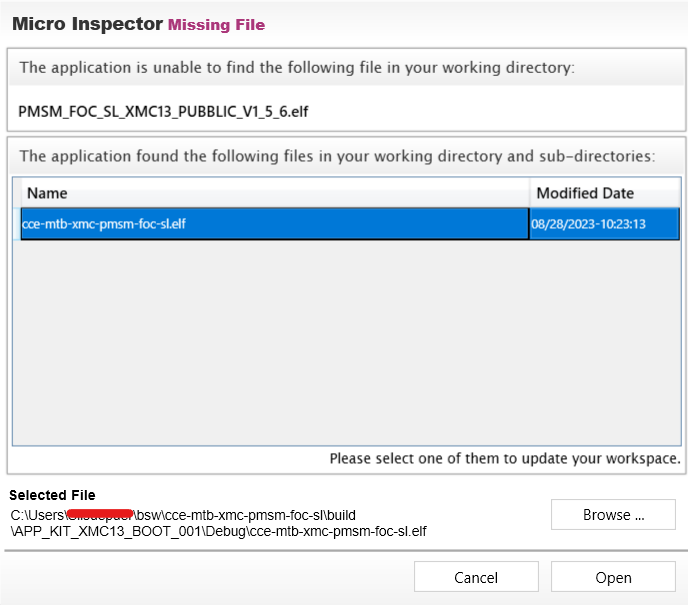 Micro Inspector Missing File
The application is unable to find the following file in your working directory:
PMSM_FOC_SL_XMC13_PUBBLIC_V1_5_6.elf
The application found the following files in your working directory and sub-directories:
Name Modified Date
cce-mtb-xmc-pmsm-foc-sl.elf 08/28/2023-10:23:13
Please select one of them to update your workspace.
Selected File
C:\Users\ \bsw\cce-mtb-xmc-pmsm-foc-sl\build
\APP_KIT_XMC13_BOOT_001\Debug\cce-mtb-xmc-pmsm-foc-sl.elf
Browse ...
Cancel Open